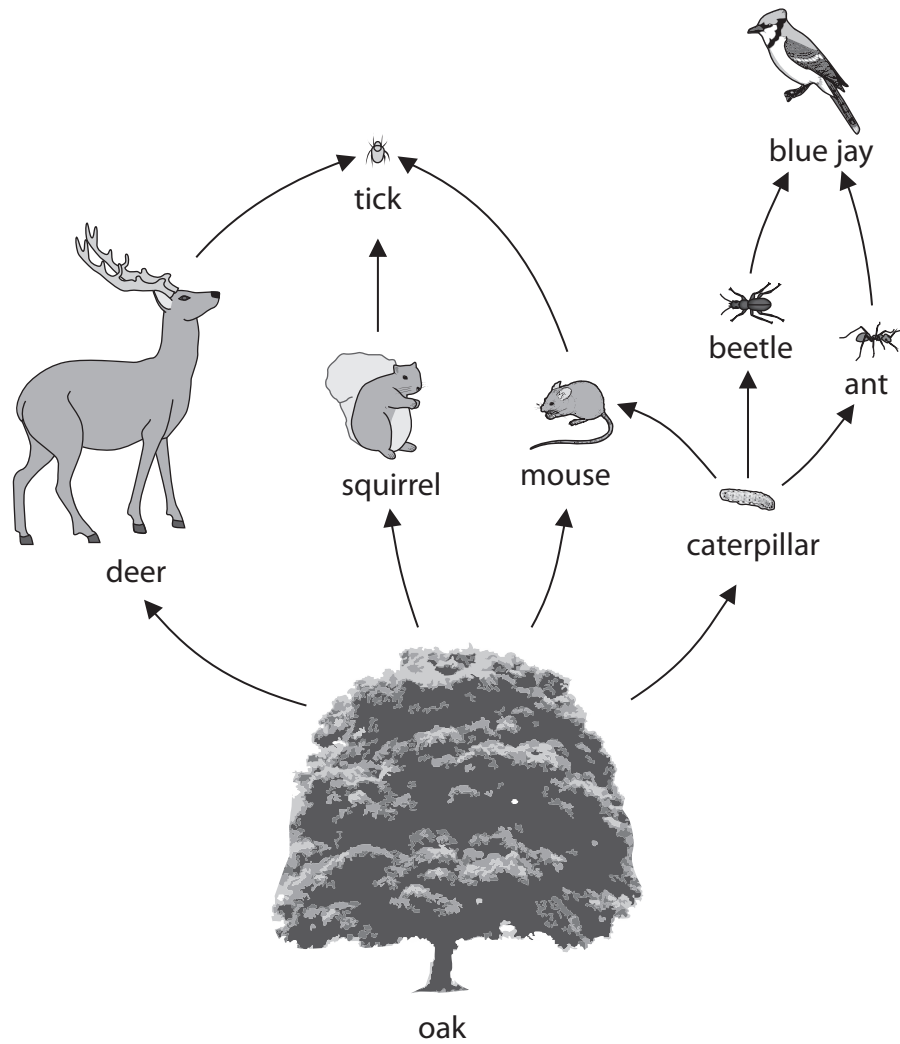 blue jay
tick
beetle
ant
squirrel
mouse
caterpillar
deer
oak